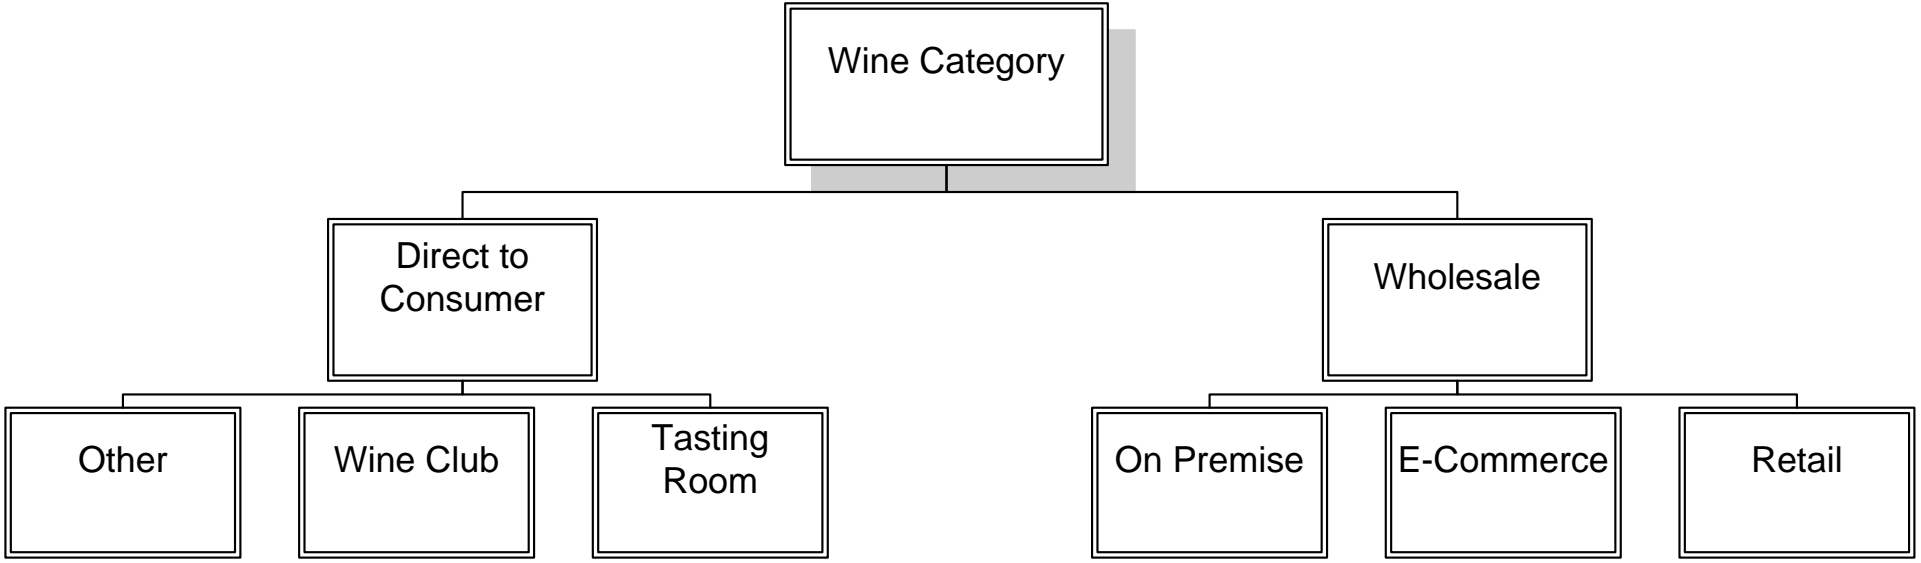 Wine Category
Direct to
Consumer
Wholesale
Other
Wine Club
Tasting
Room
On Premise
E-Commerce
Retail